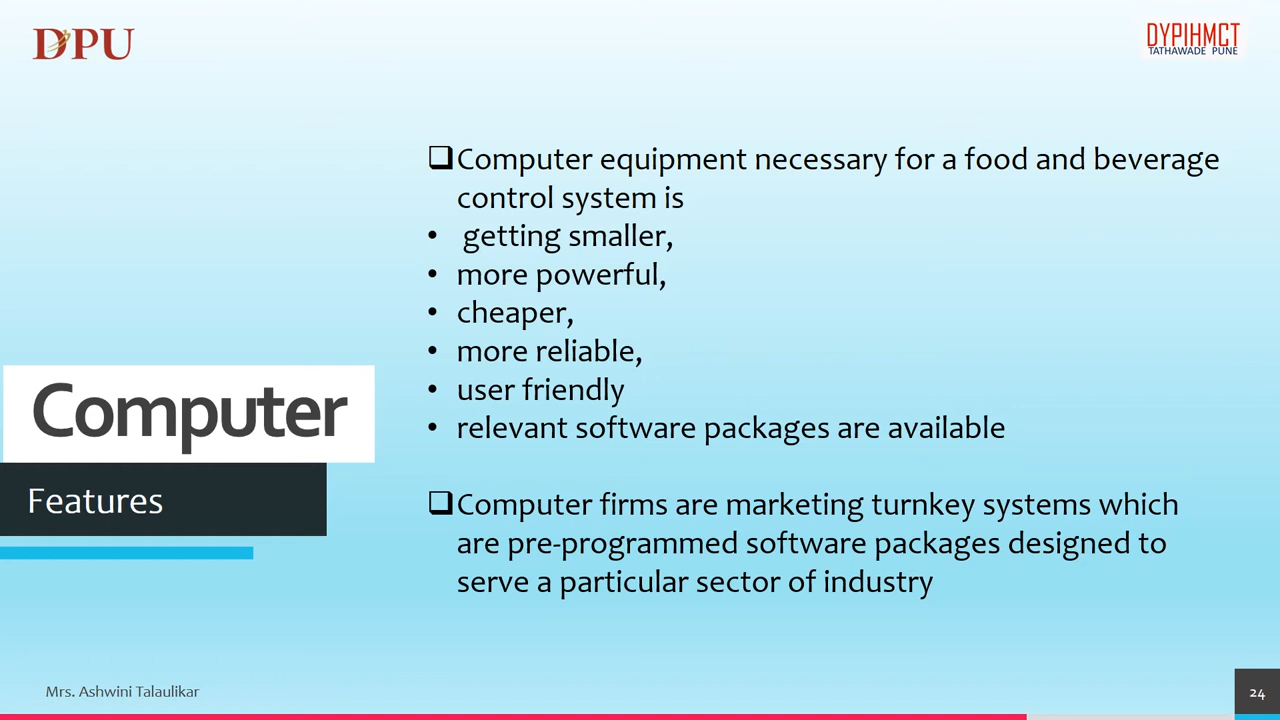 DPU
DYPIHMCT
TATHAWADE PUNE
❑Computer equipment necessary for a food and beverage
control system is
• getting smaller,
• more powerful,
• cheaper,
• more reliable,
• user friendly
• relevant software packages are available
Computer
Features
❑Computer firms are marketing turnkey systems which
are pre-programmed software packages designed to
serve a particular sector of industry
Mrs. Ashwini Talaulikar
24